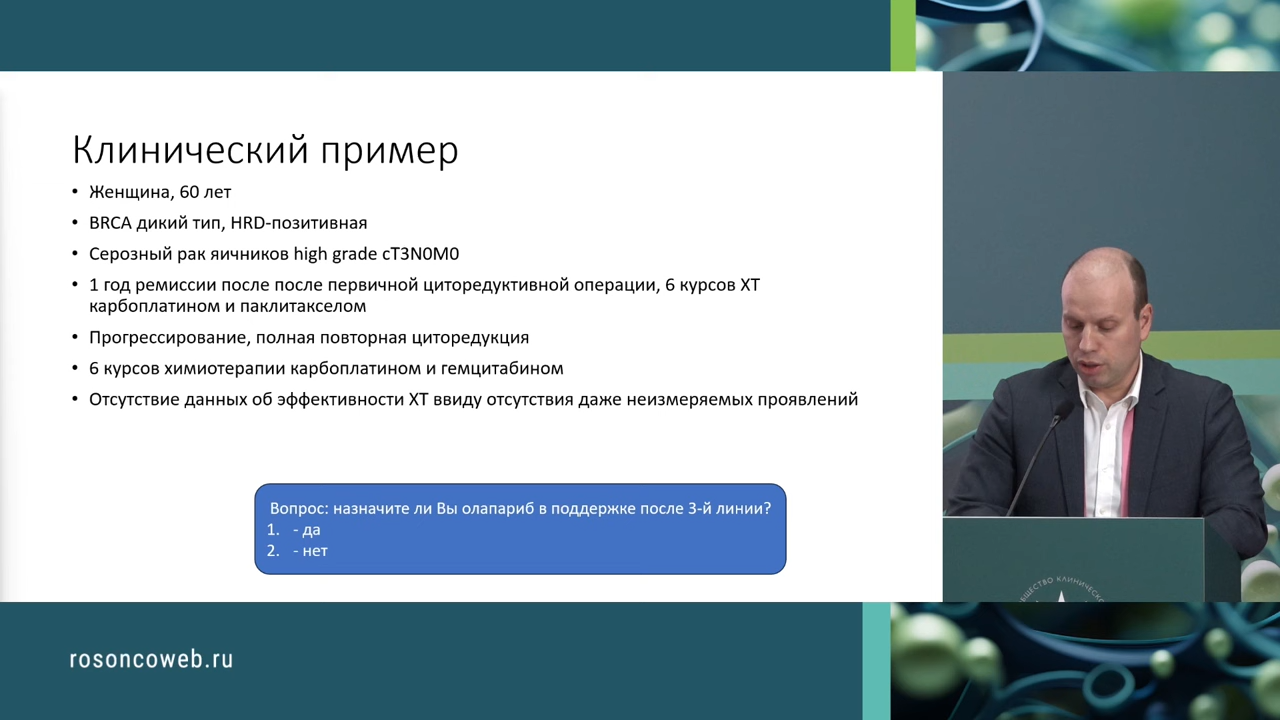 Клинический пример
• Женщина, 60 лет
• BRCA дикий тип, HRD-позитивная
• Серозный рак яичников high grade cT3N0M0
• 1 год ремиссии после после первичной циторедуктивной операции, 6 курсов ХТ
карбоплатином и паклитакселом
• Прогрессирование, полная повторная циторедукция
• 6 курсов химиотерапии карбоплатином и гемцитабином
• Отсутствие данных об эффективности ХТ ввиду отсутствия даже неизмеряемых проявлений
Вопрос: назначите ли Вы олапариб в поддержке после 3-й линии?
1. - да
2. - нет
rosoncoweb.ru